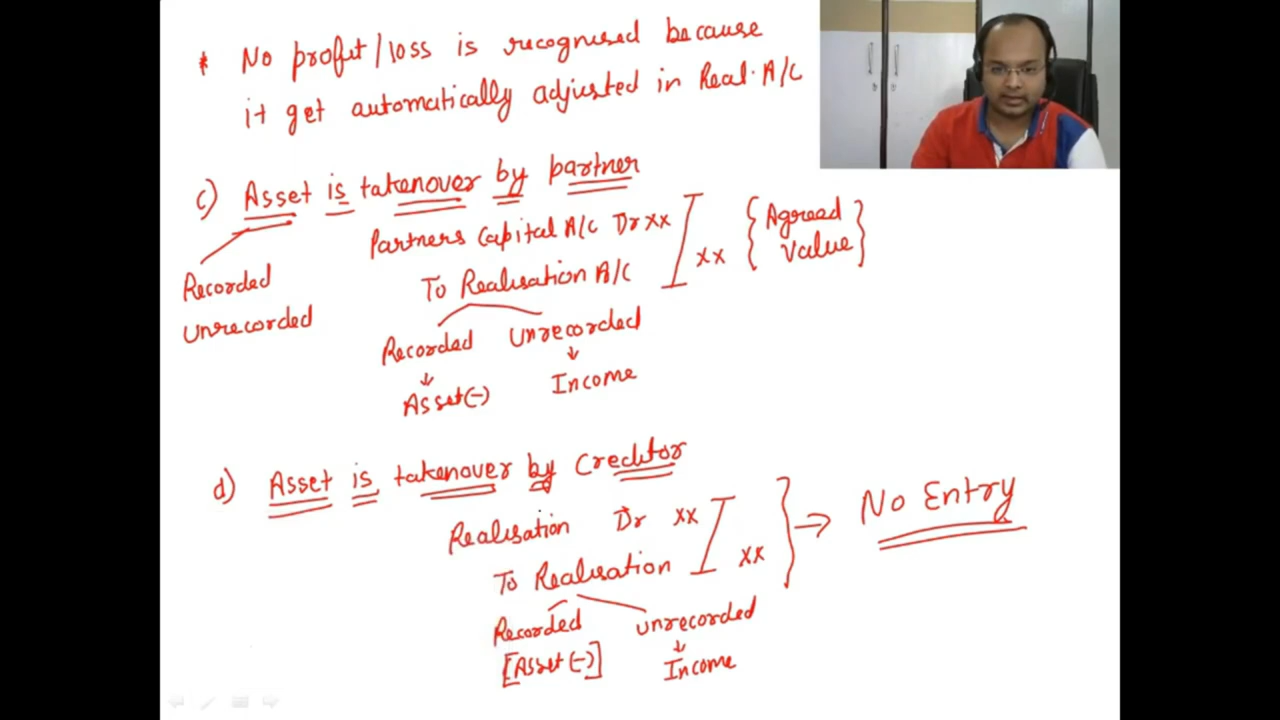 * No profit/loss is recognised because
it get automatically adjusted in Real. A/C
c) Asset is takenover by partner
Recorded
unrecorded
Partners Capital A/C Dr xx
To Realisation A/C xx
{Agreed Value}
Recorded Unrecorded
Asset(-) Income
d) Asset is takenover by Creditor
Realisation Dr xx
To Realisation xx
→ No Entry
Recorded unrecorded
[Asset (-)] Income